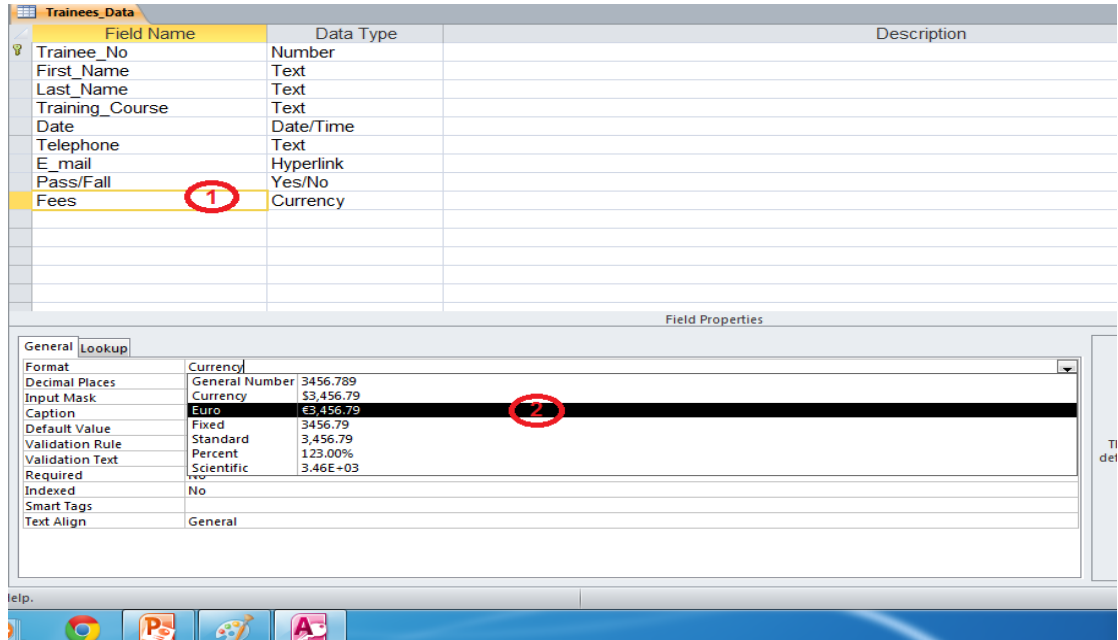 Trainees_Data
Field Name Data Type Description
Trainee_No Number
First_Name Text
Last_Name Text
Training_Course Text
Date Date/Time
Telephone Text
E_mail Hyperlink
Pass/Fall Yes/No
Fees 1 Currency
Field Properties
General Lookup
Format Currency
Decimal Places General Number 3456.789
Input Mask Currency $3,456.79
Caption Euro €3,456.79 2
Default Value Fixed 3456.79
Validation Rule Standard 3,456.79
Validation Text Percent 123.00%
Required Scientific 3.46E+03
No
Indexed No
Smart Tags
Text Align General